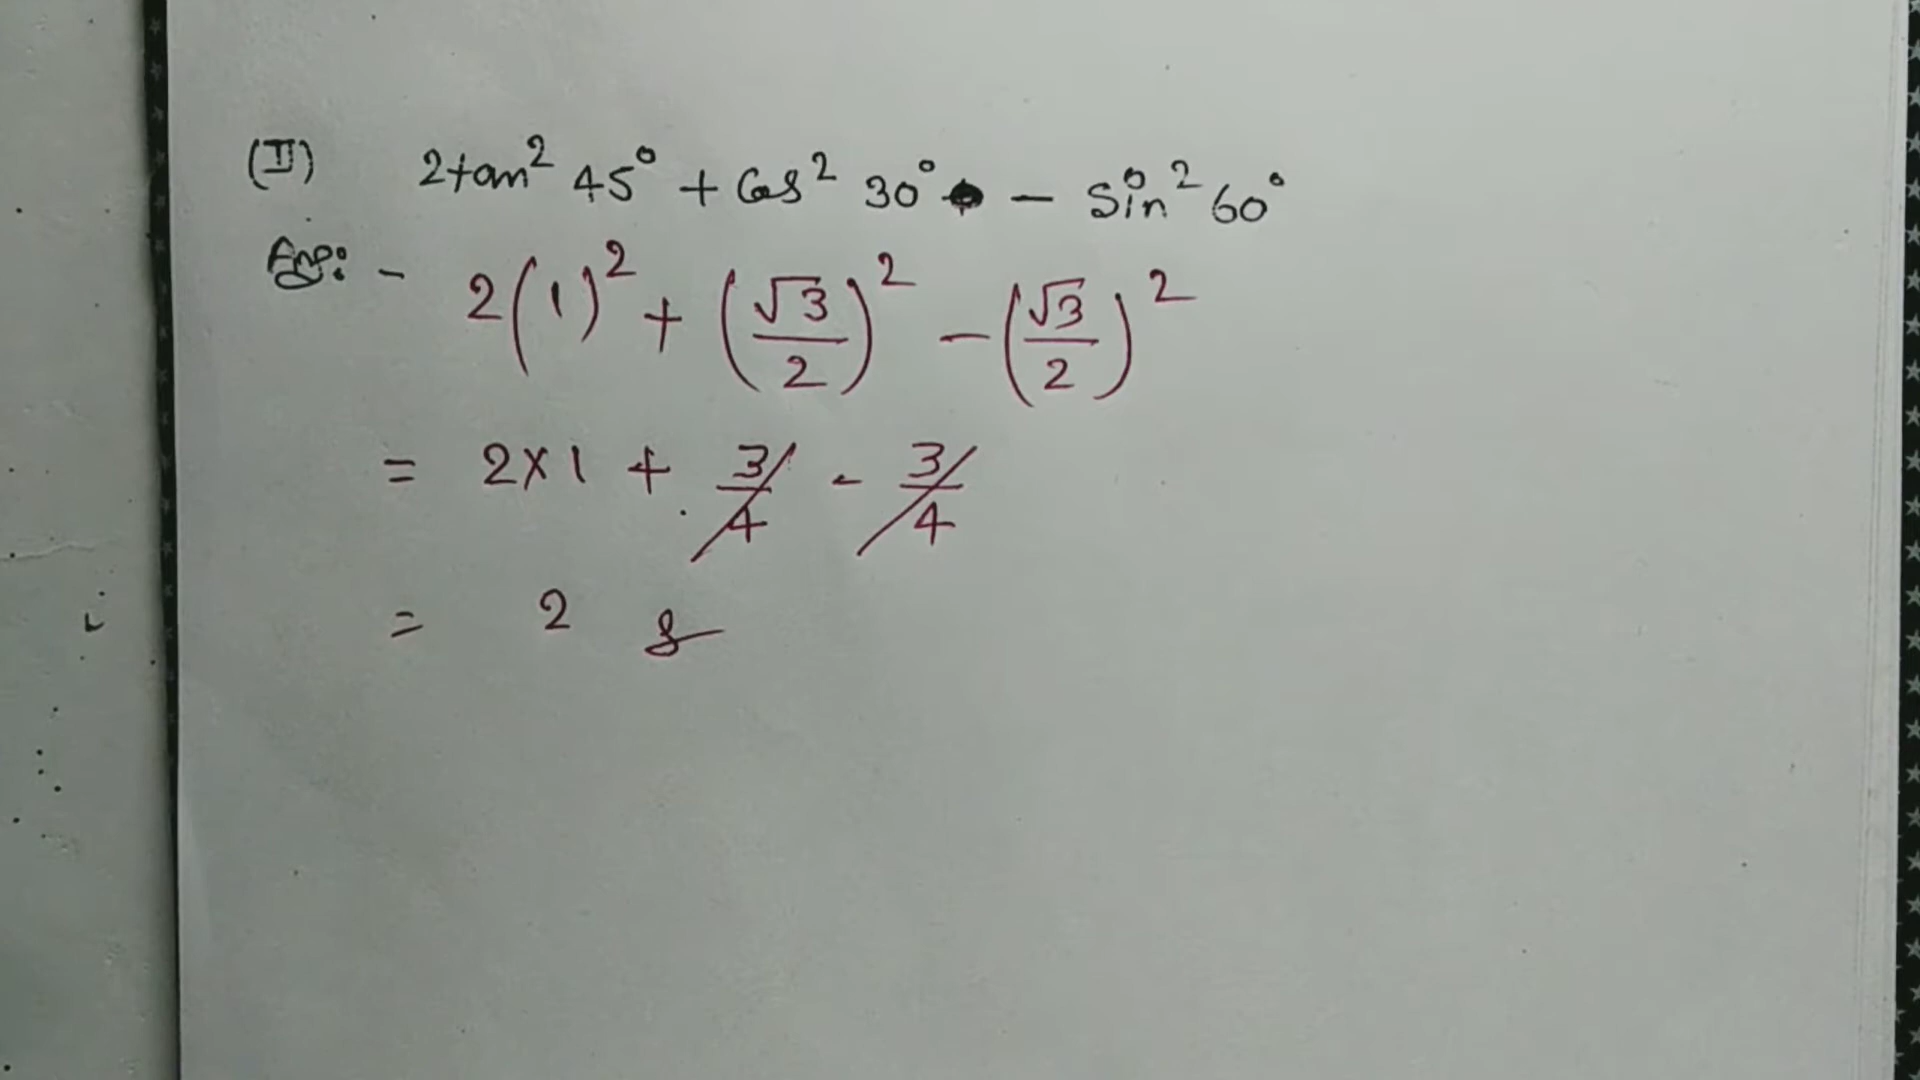 (II) 2tan² 45° + Cos² 30° - Sin² 60°
Ans: - 2(1)² + (√3/2)² - (√3/2)²
= 2×1 + 3/4 - 3/4
= 2